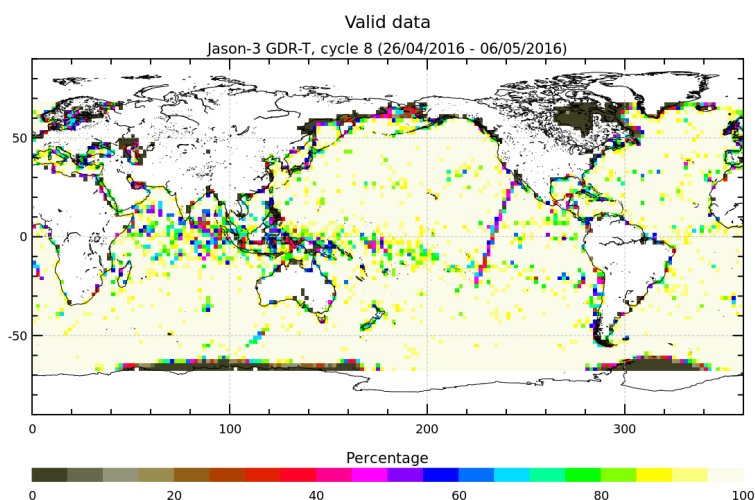 Valid data
Jason-3 GDR-T, cycle 8 (26/04/2016 - 06/05/2016)
50
0
-50
0 100 200 300
Percentage
0 20 40 60 80 100